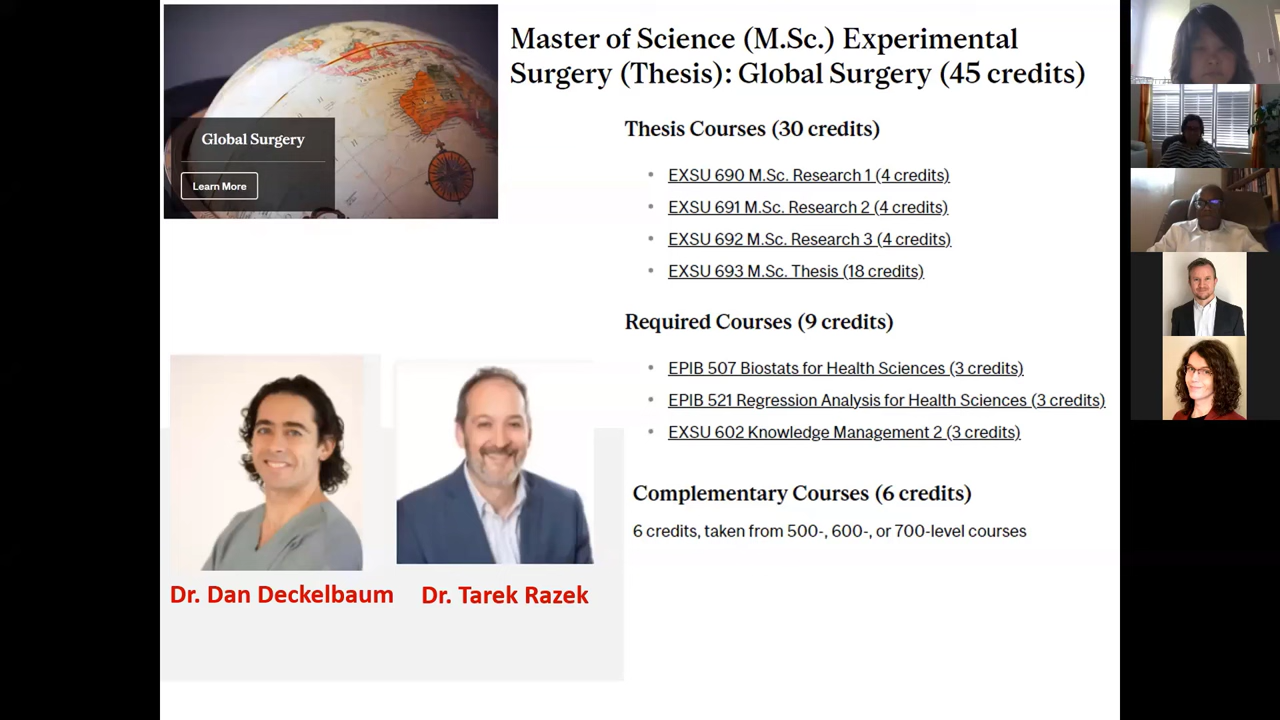 Master of Science (M.Sc.) Experimental
Surgery (Thesis): Global Surgery (45 credits)
Global Surgery
Learn More
Thesis Courses (30 credits)
EXSU 690 M.Sc. Research 1 (4 credits)
EXSU 691 M.Sc. Research 2 (4 credits)
EXSU 692 M.Sc. Research 3 (4 credits)
EXSU 693 M.Sc. Thesis (18 credits)
Required Courses (9 credits)
EPIB 507 Biostats for Health Sciences (3 credits)
EPIB 521 Regression Analysis for Health Sciences (3 credits)
EXSU 602 Knowledge Management 2 (3 credits)
Complementary Courses (6 credits)
6 credits, taken from 500-, 600-, or 700-level courses
Dr. Dan Deckelbaum
Dr. Tarek Razek